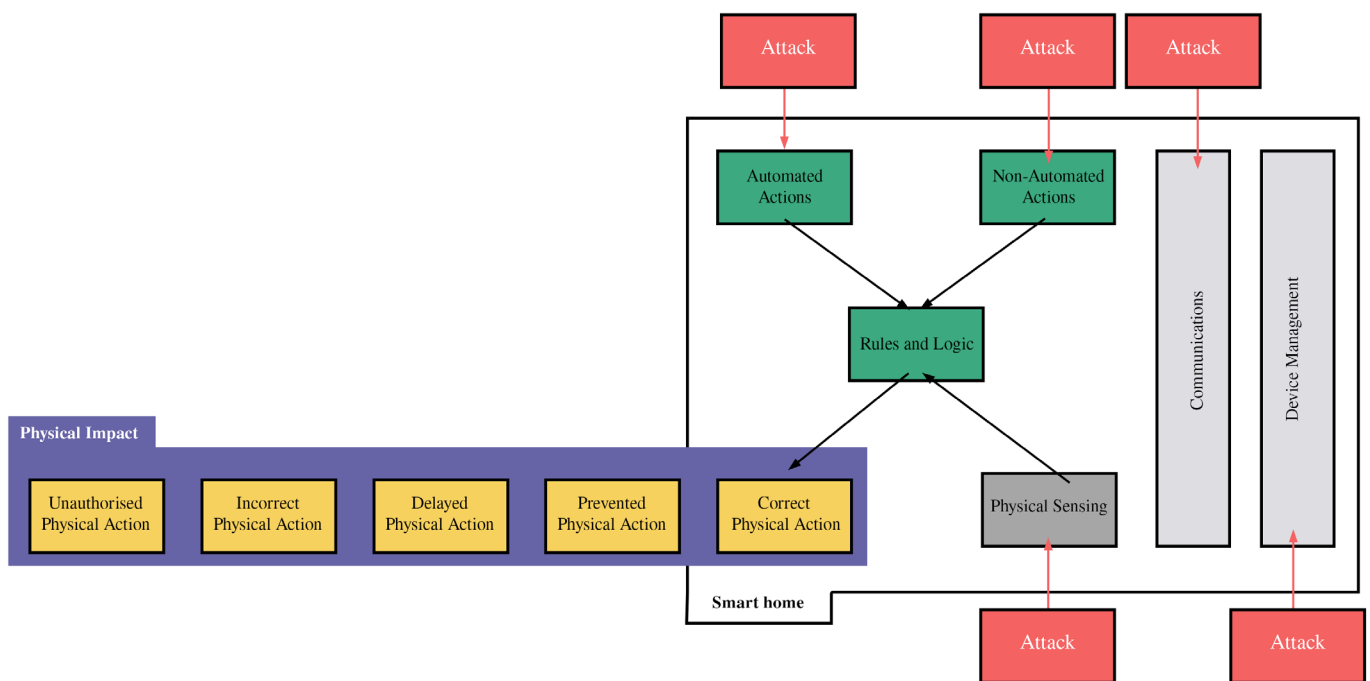 Attack
Attack
Attack
Automated
Actions
Non-Automated
Actions
Communications
Device Management
Rules and Logic
Physical Impact
Unauthorised
Physical Action
Incorrect
Physical Action
Delayed
Physical Action
Prevented
Physical Action
Correct
Physical Action
Physical Sensing
Smart home
Attack
Attack